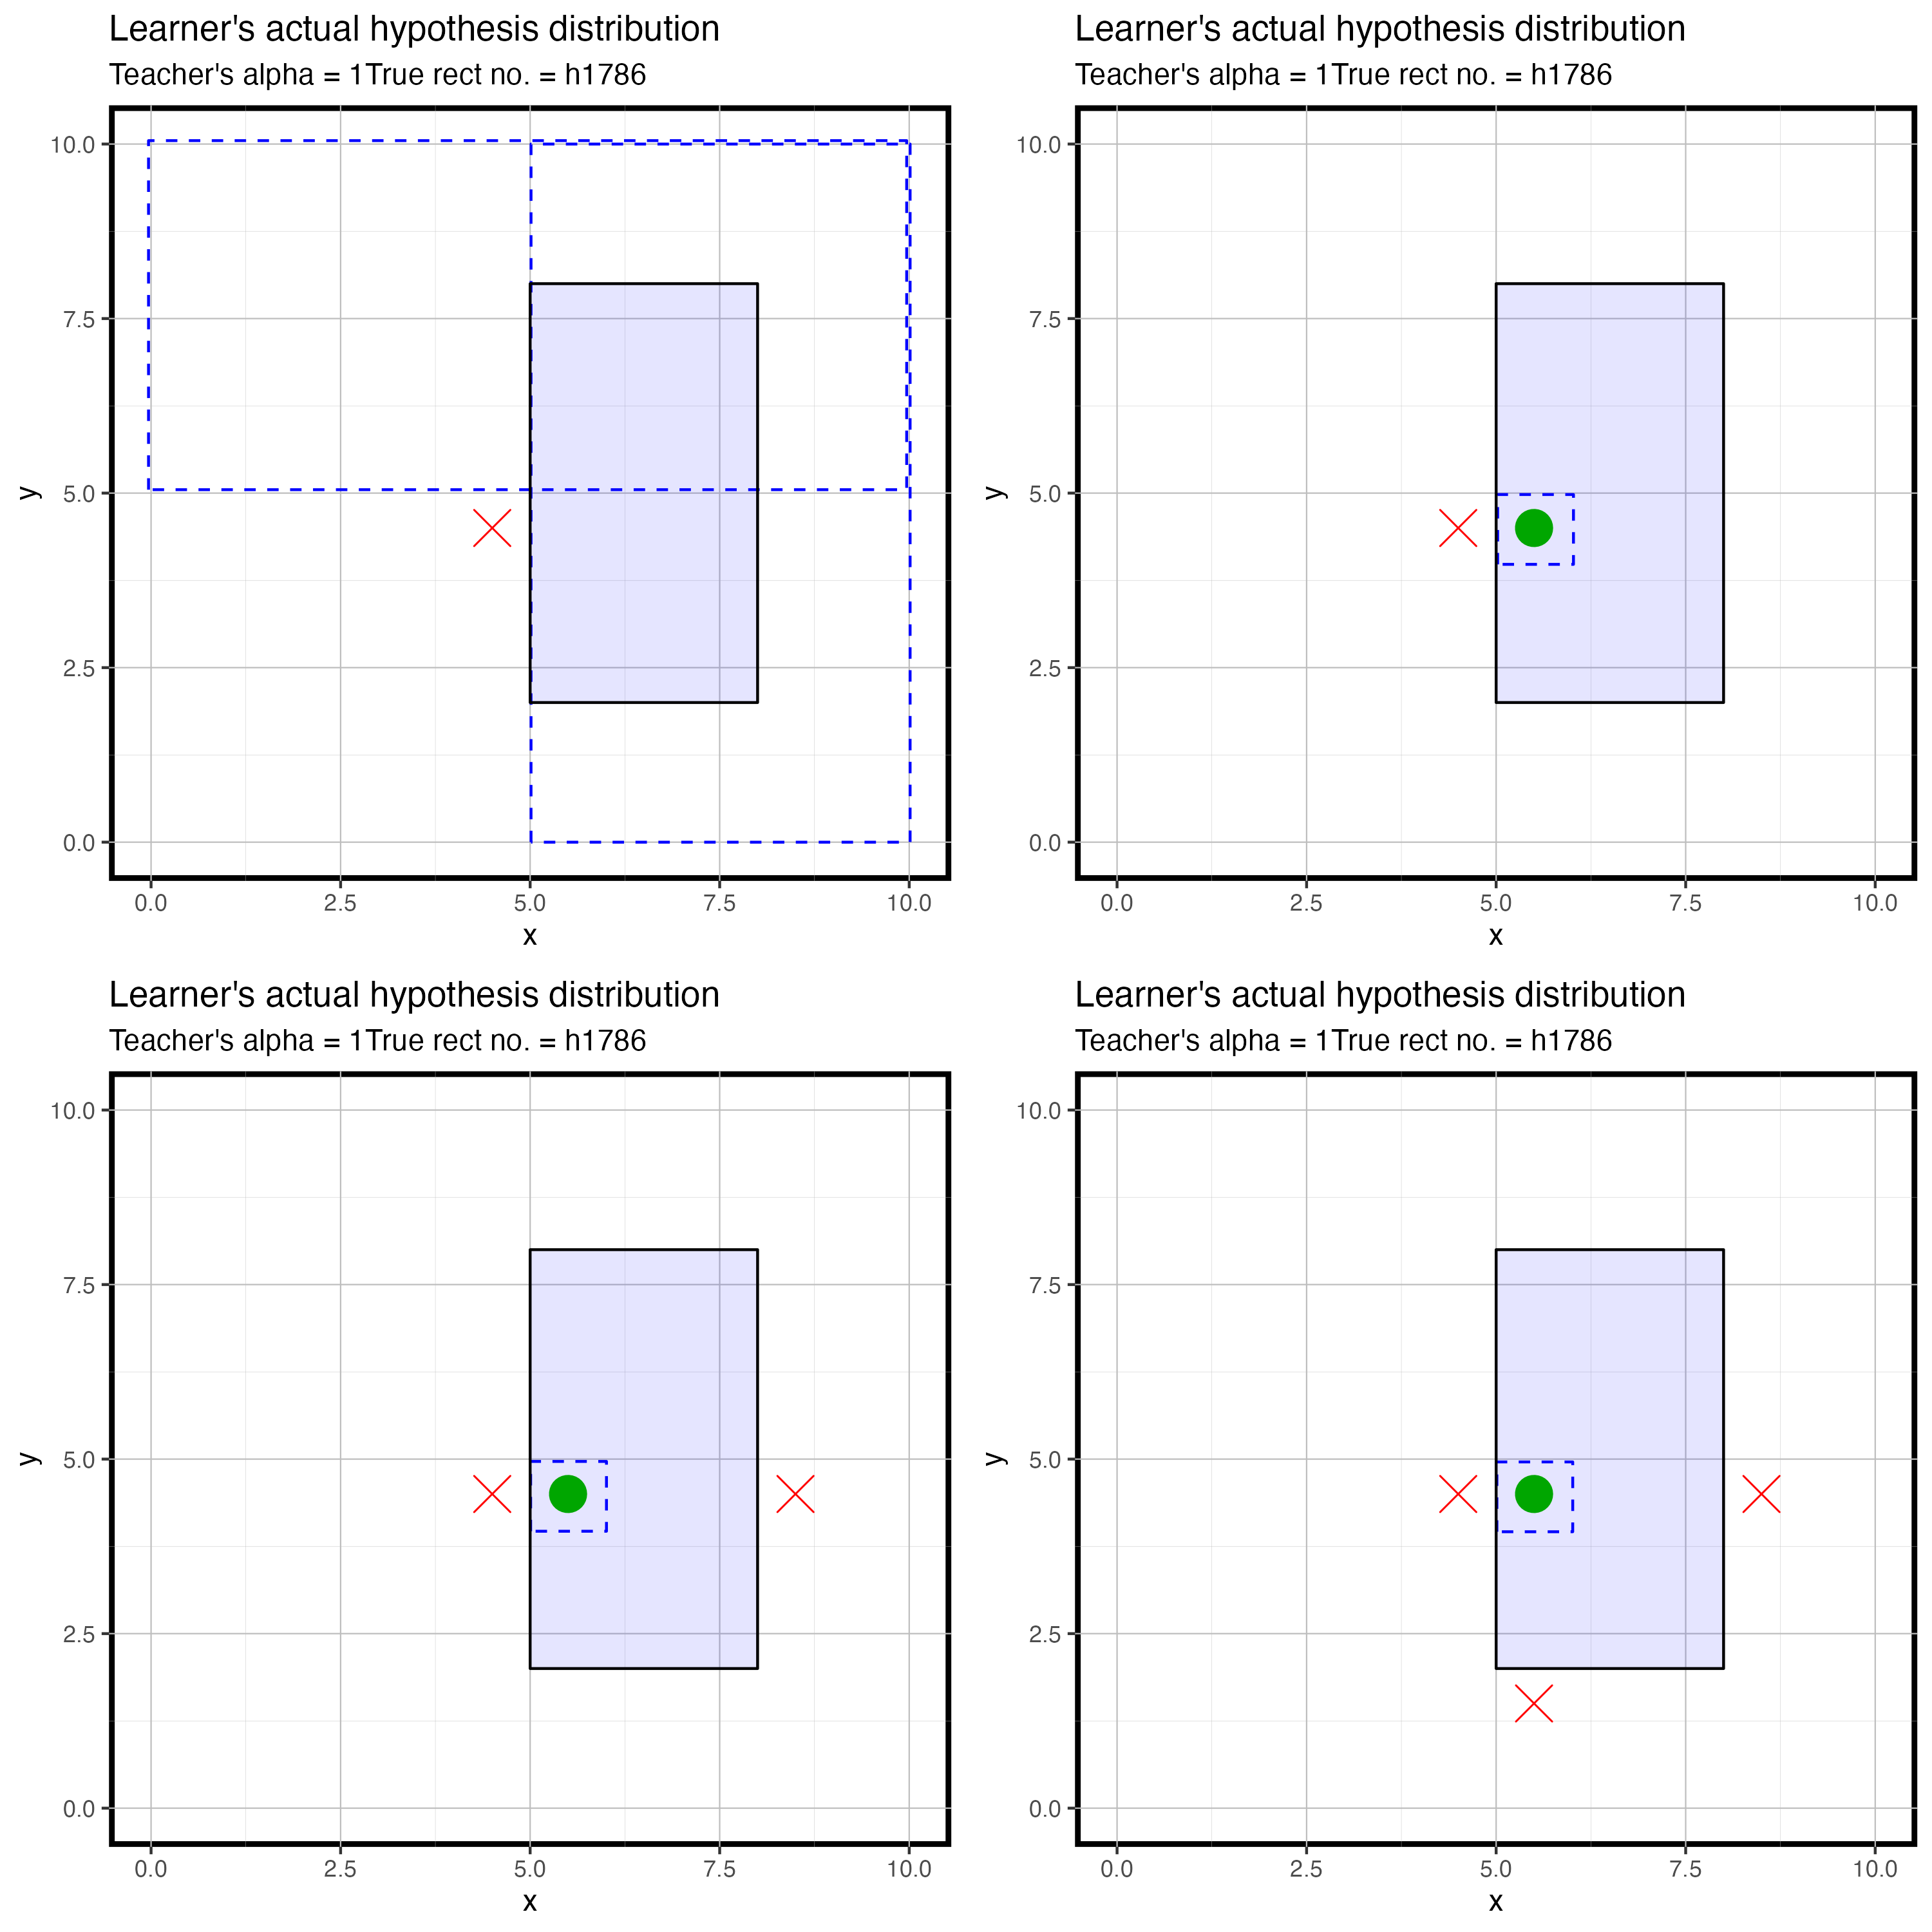 Learner's actual hypothesis distribution
Teacher's alpha = 1True rect no. = h1786
10.0
7.5
5.0
2.5
0.0
y
0.0 2.5 5.0 7.5 10.0
x
Learner's actual hypothesis distribution
Teacher's alpha = 1True rect no. = h1786
10.0
7.5
5.0
2.5
0.0
y
0.0 2.5 5.0 7.5 10.0
x
Learner's actual hypothesis distribution
Teacher's alpha = 1True rect no. = h1786
10.0
7.5
5.0
2.5
0.0
y
0.0 2.5 5.0 7.5 10.0
x
Learner's actual hypothesis distribution
Teacher's alpha = 1True rect no. = h1786
10.0
7.5
5.0
2.5
0.0
y
0.0 2.5 5.0 7.5 10.0
x